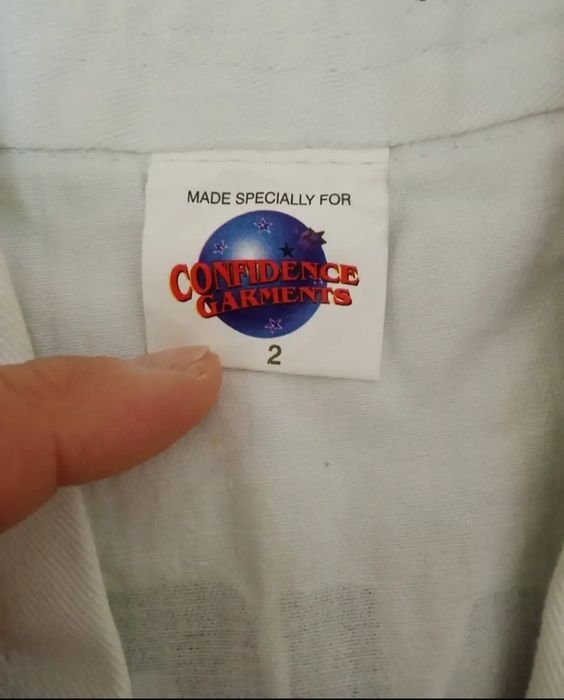 MADE SPECIALLY FOR
CONFIDENCE
GARMENTS
2